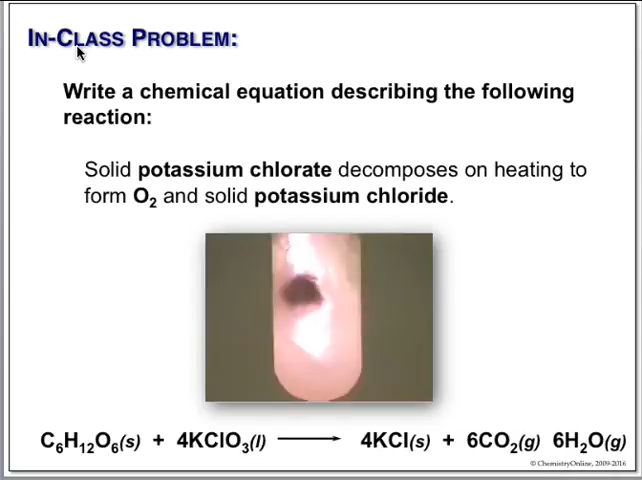 IN-CLASS PROBLEM:
Write a chemical equation describing the following
reaction:
Solid potassium chlorate decomposes on heating to
form O₂ and solid potassium chloride.
C₆H₁₂O₆(s) + 4KClO₃(l) ⟶ 4KCl(s) + 6CO₂(g) 6H₂O(g)
© ChemistryOnline, 2009-2016